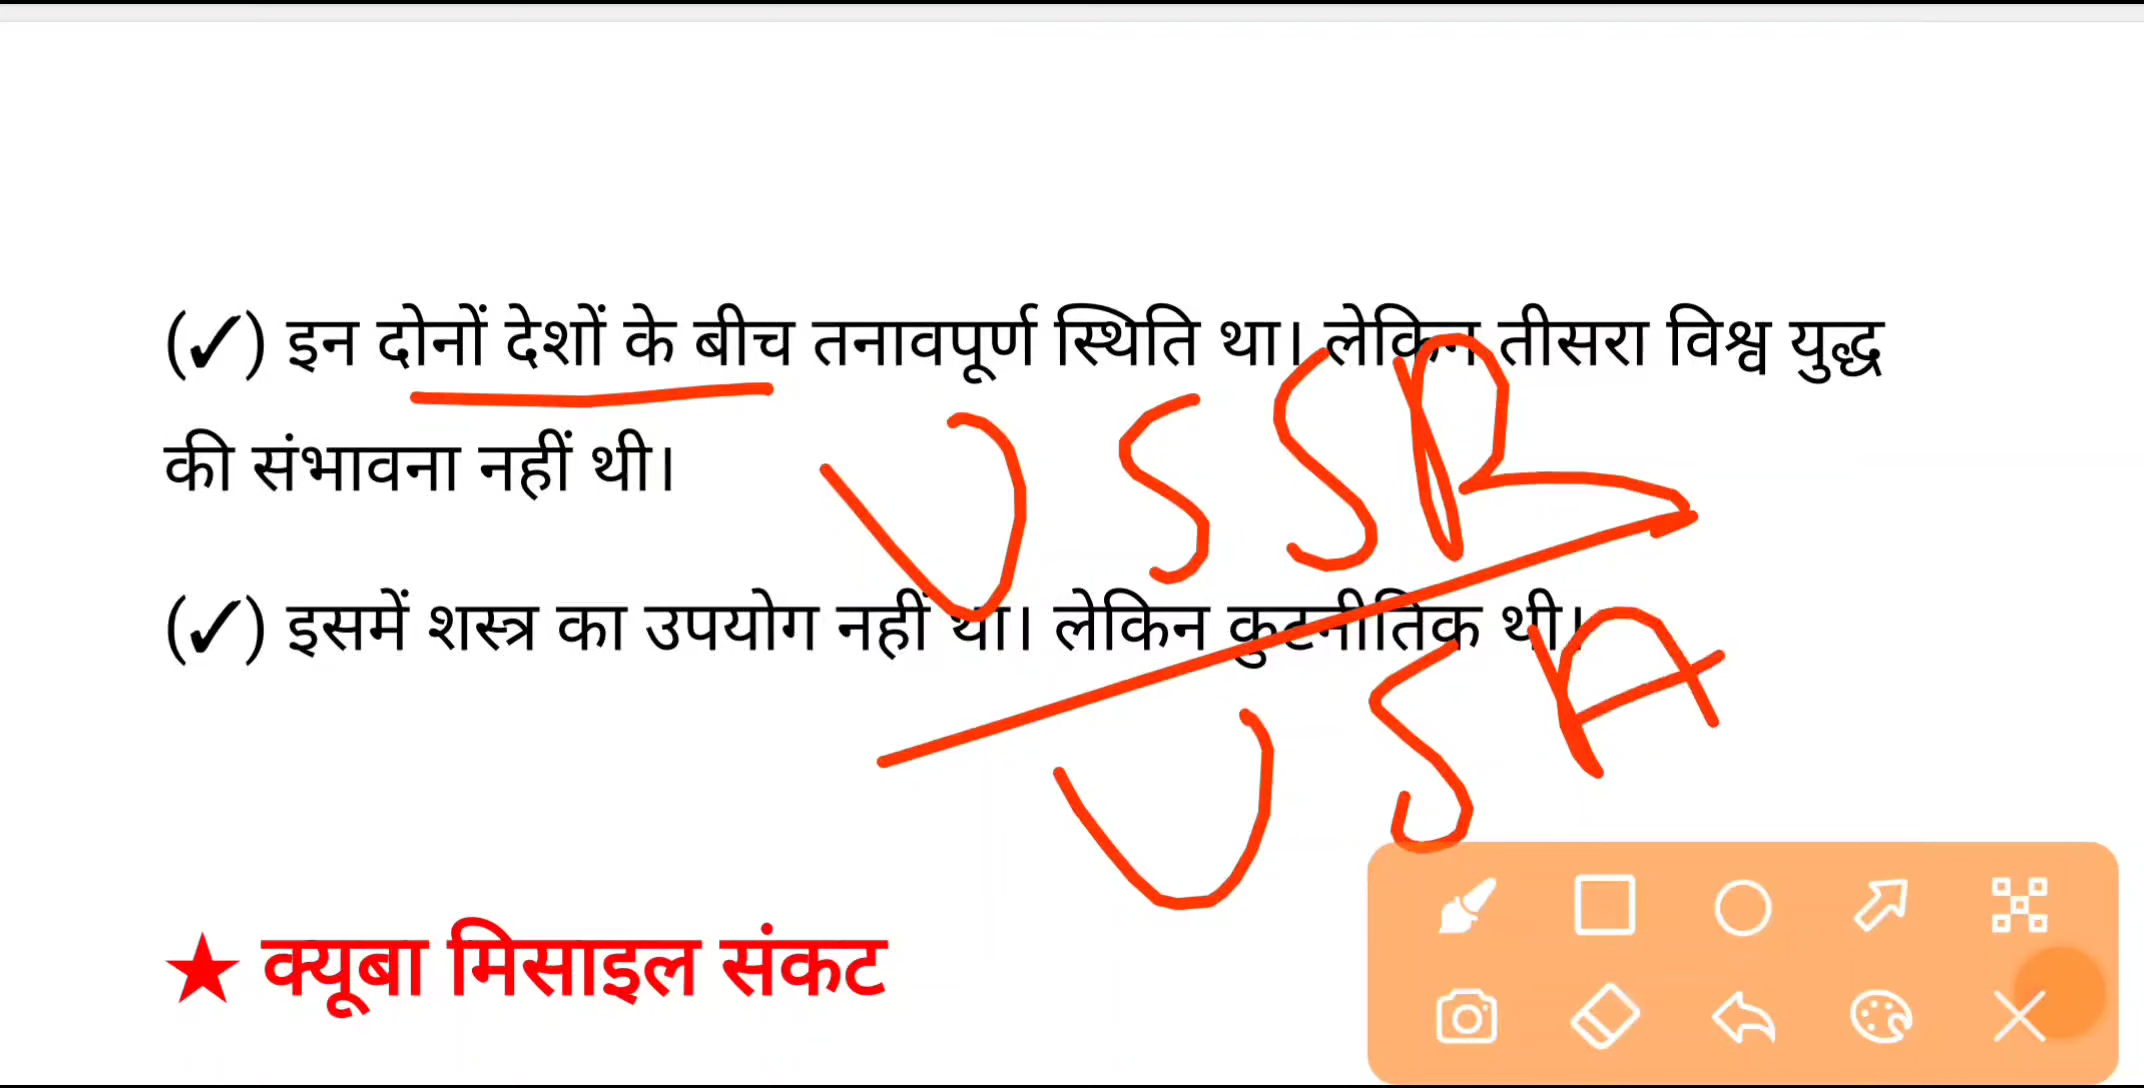 (✓) इन दोनों देशों के बीच तनावपूर्ण स्थिति था। लेकिन तीसरा विश्व युद्ध
की संभावना नहीं थी।
USSR
(✓) इसमें शस्त्र का उपयोग नहीं था। लेकिन कुटनीतिक थी।
USA
★ क्यूबा मिसाइल संकट